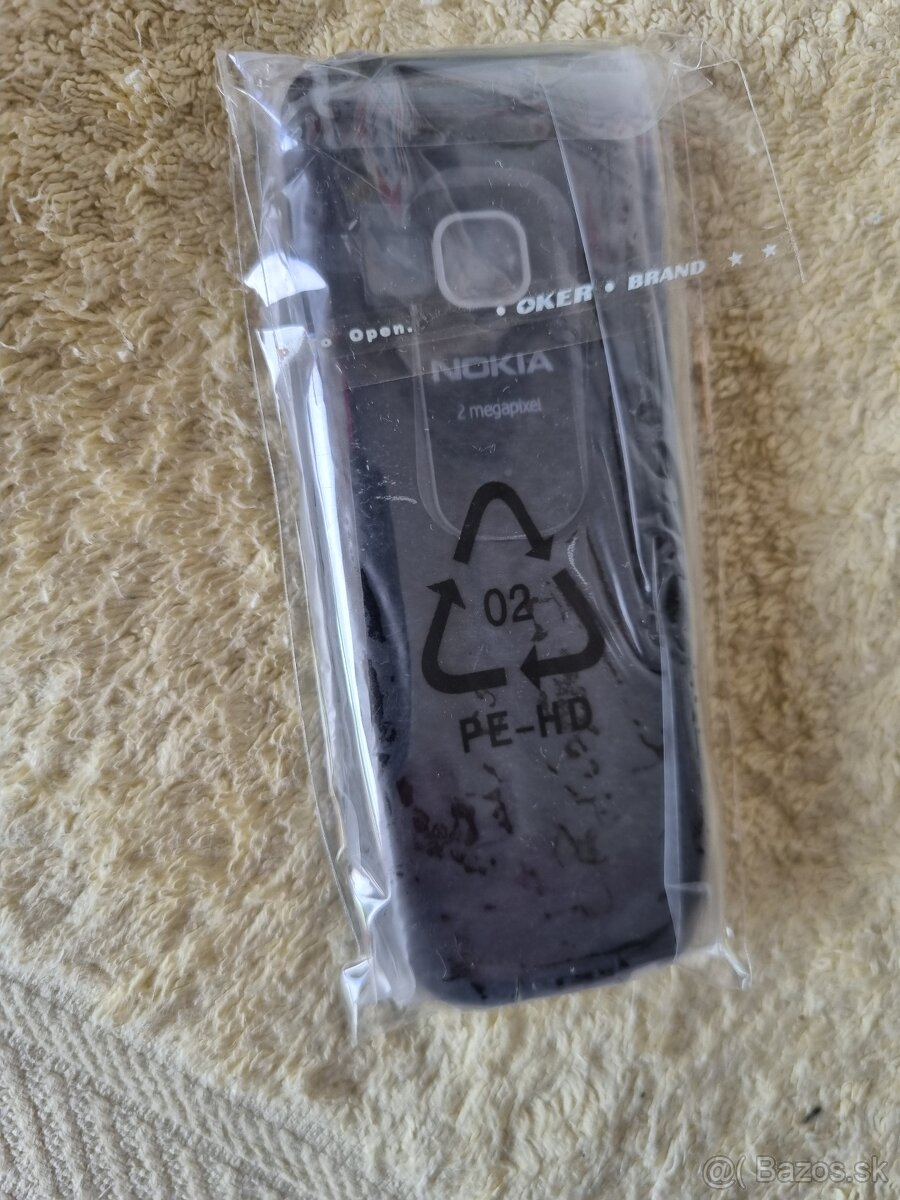 • OKER • BRAND ★ ★
Open.
NOKIA
2 megapixel
02
PE-HD
@( Bazos.sk